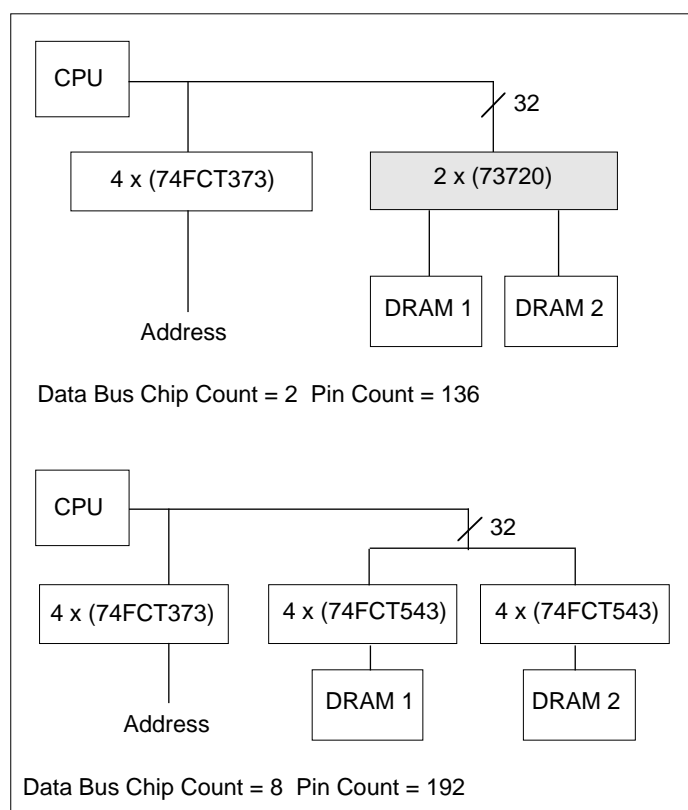 CPU
32
4 x (74FCT373)
2 x (73720)
DRAM 1
DRAM 2
Address
Data Bus Chip Count = 2 Pin Count = 136
CPU
32
4 x (74FCT373)
4 x (74FCT543)
4 x (74FCT543)
DRAM 1
DRAM 2
Address
Data Bus Chip Count = 8 Pin Count = 192